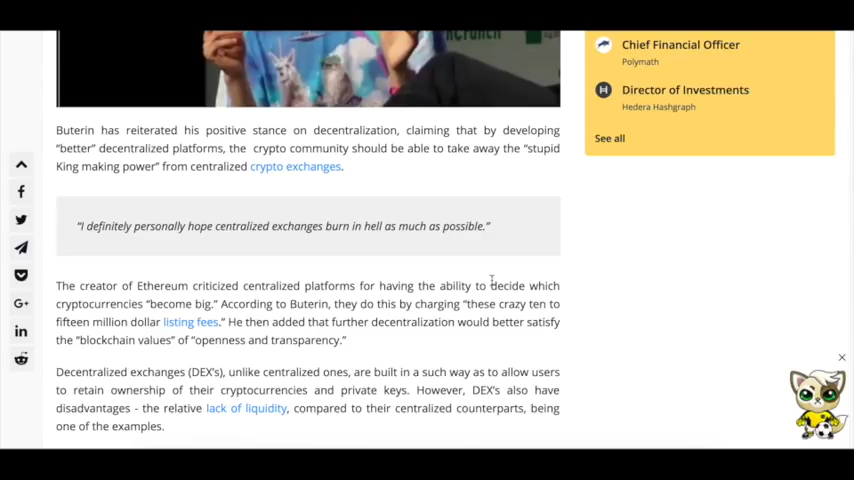 Buterin has reiterated his positive stance on decentralization, claiming that by developing
“better” decentralized platforms, the crypto community should be able to take away the “stupid
King making power” from centralized crypto exchanges.
“I definitely personally hope centralized exchanges burn in hell as much as possible.”
The creator of Ethereum criticized centralized platforms for having the ability to decide which
cryptocurrencies “become big.” According to Buterin, they do this by charging “these crazy ten to
fifteen million dollar listing fees.” He then added that further decentralization would better satisfy
the “blockchain values” of “openness and transparency.”
Decentralized exchanges (DEX’s), unlike centralized ones, are built in a such way as to allow users
to retain ownership of their cryptocurrencies and private keys. However, DEX’s also have
disadvantages - the relative lack of liquidity, compared to their centralized counterparts, being
one of the examples.
Chief Financial Officer
Polymath
Director of Investments
Hedera Hashgraph
See all